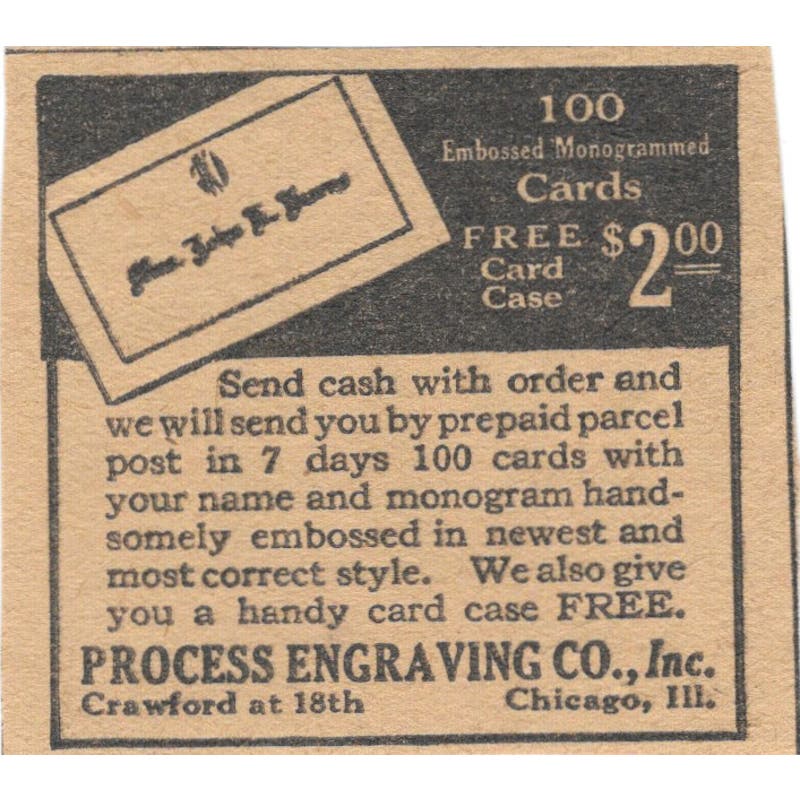 100
Embossed Monogrammed
Cards
FREE $2.00
Card
Case
Send cash with order and
we will send you by prepaid parcel
post in 7 days 100 cards with
your name and monogram hand-
somely embossed in newest and
most correct style. We also give
you a handy card case FREE.
PROCESS ENGRAVING CO., Inc.
Crawford at 18th Chicago, Ill.